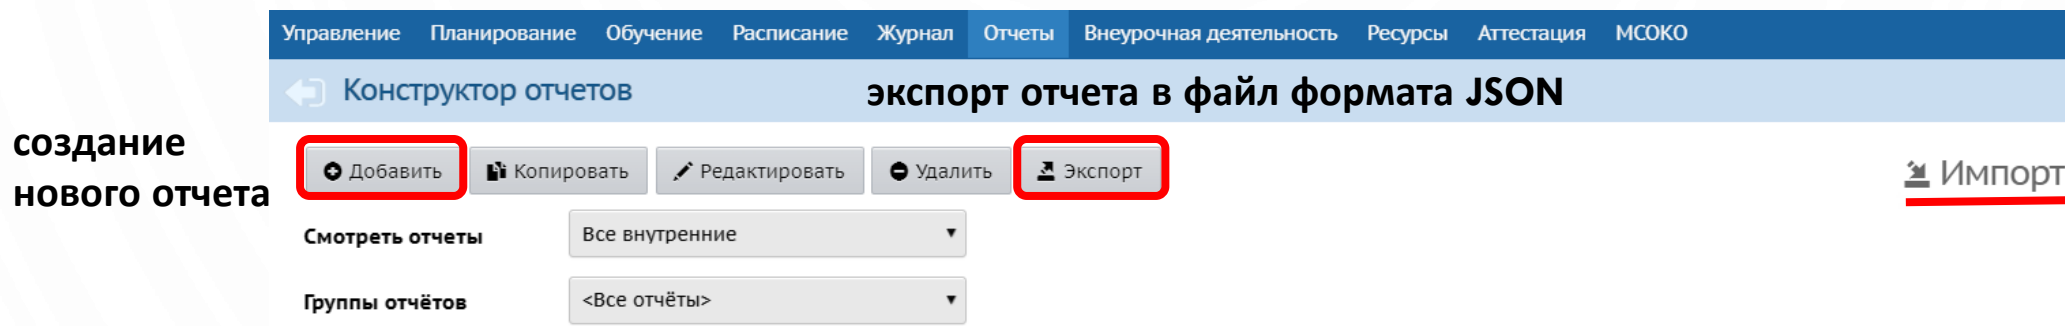 Управление Планирование Обучение Расписание Журнал Отчеты Внеурочная деятельность Ресурсы Аттестация МСОКО
Конструктор отчетов экспорт отчета в файл формата JSON
создание
нового отчета
Добавить Копировать Редактировать Удалить Экспорт Импорт
Смотреть отчеты Все внутренние
Группы отчётов <Все отчёты>